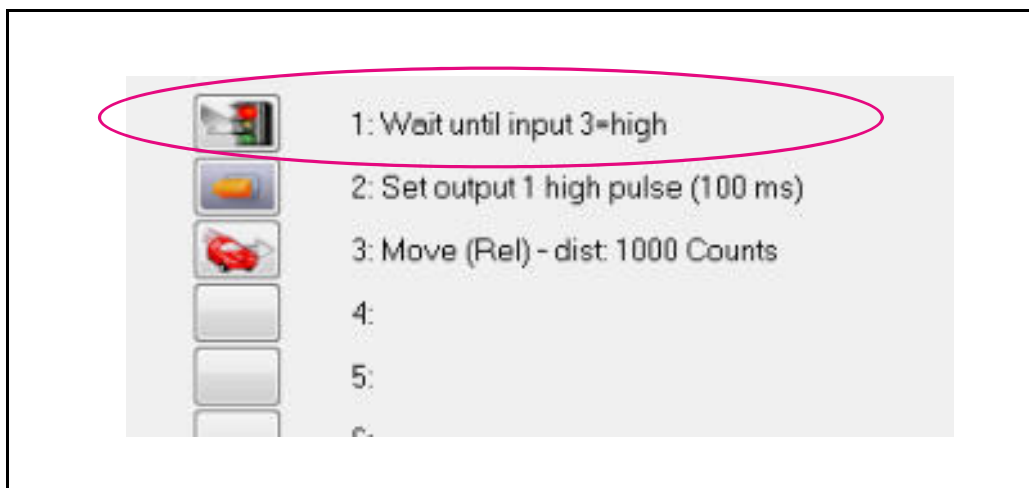 1: Wait until input 3=high
2: Set output 1 high pulse (100 ms)
3: Move (Rel) - dist: 1000 Counts
4:
5: